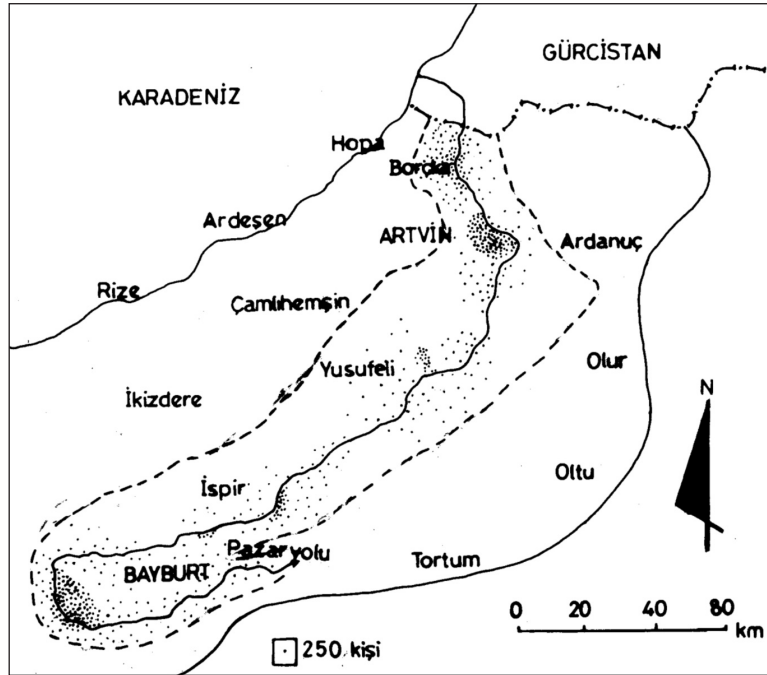 GÜRCİSTAN
KARADENİZ
Hopa
Borçka
Ardeşen
ARTVİN
Ardanuç
Rize
Çamlıhemşin
Yusufeli
Olur
İkizdere
N
İspir
Oltu
Pazaryolu
Tortum
BAYBURT
0 20 40 80
km
250 kişi